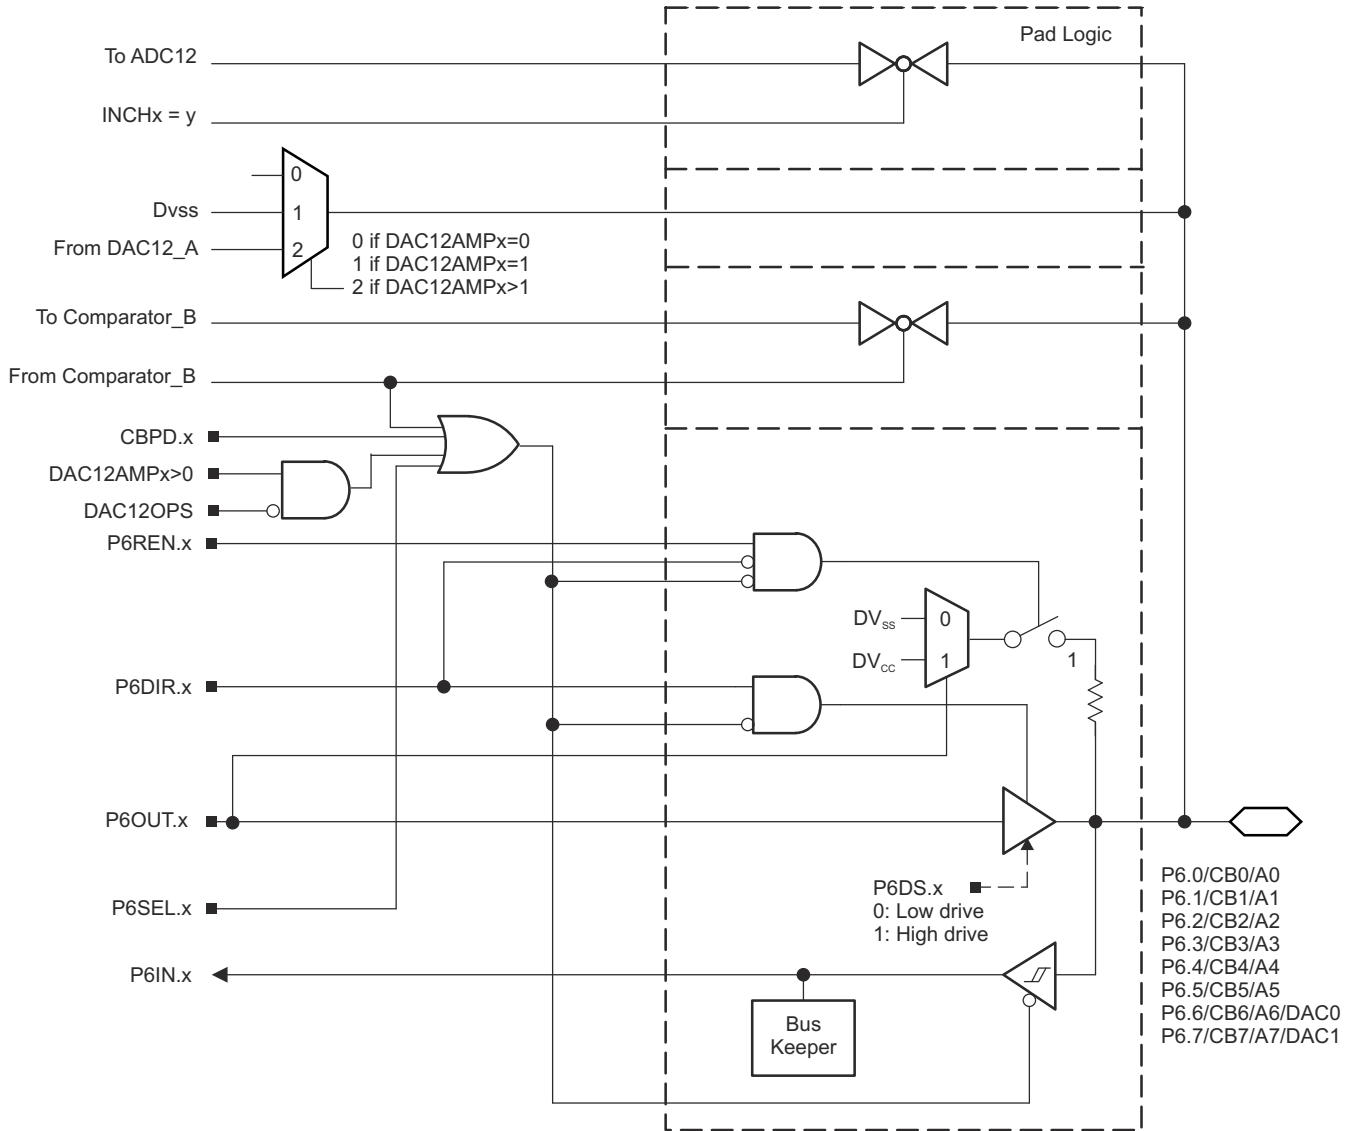 Pad Logic
To ADC12
INCHx = y
0
Dvss
1
From DAC12_A
2
0 if DAC12AMPx=0
1 if DAC12AMPx=1
2 if DAC12AMPx>1
To Comparator_B
From Comparator_B
CBPD.x
DAC12AMPx>0
DAC12OPS
P6REN.x
DVSS
0
DVCC
1
1
P6DIR.x
P6OUT.x
P6DS.x
0: Low drive
1: High drive
P6SEL.x
P6IN.x
Bus
Keeper
P6.0/CB0/A0
P6.1/CB1/A1
P6.2/CB2/A2
P6.3/CB3/A3
P6.4/CB4/A4
P6.5/CB5/A5
P6.6/CB6/A6/DAC0
P6.7/CB7/A7/DAC1